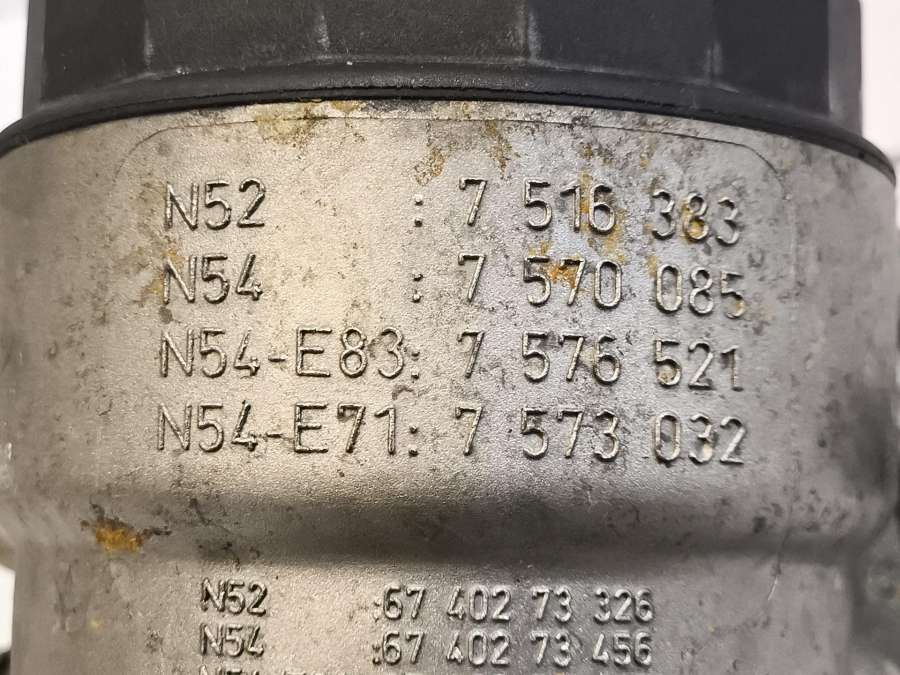 N52 : 7 516 383
N54 : 7 570 085
N54-E83: 7 576 521
N54-E71: 7 573 032
N52 :67 402 73 326
N54 :67 402 73 456